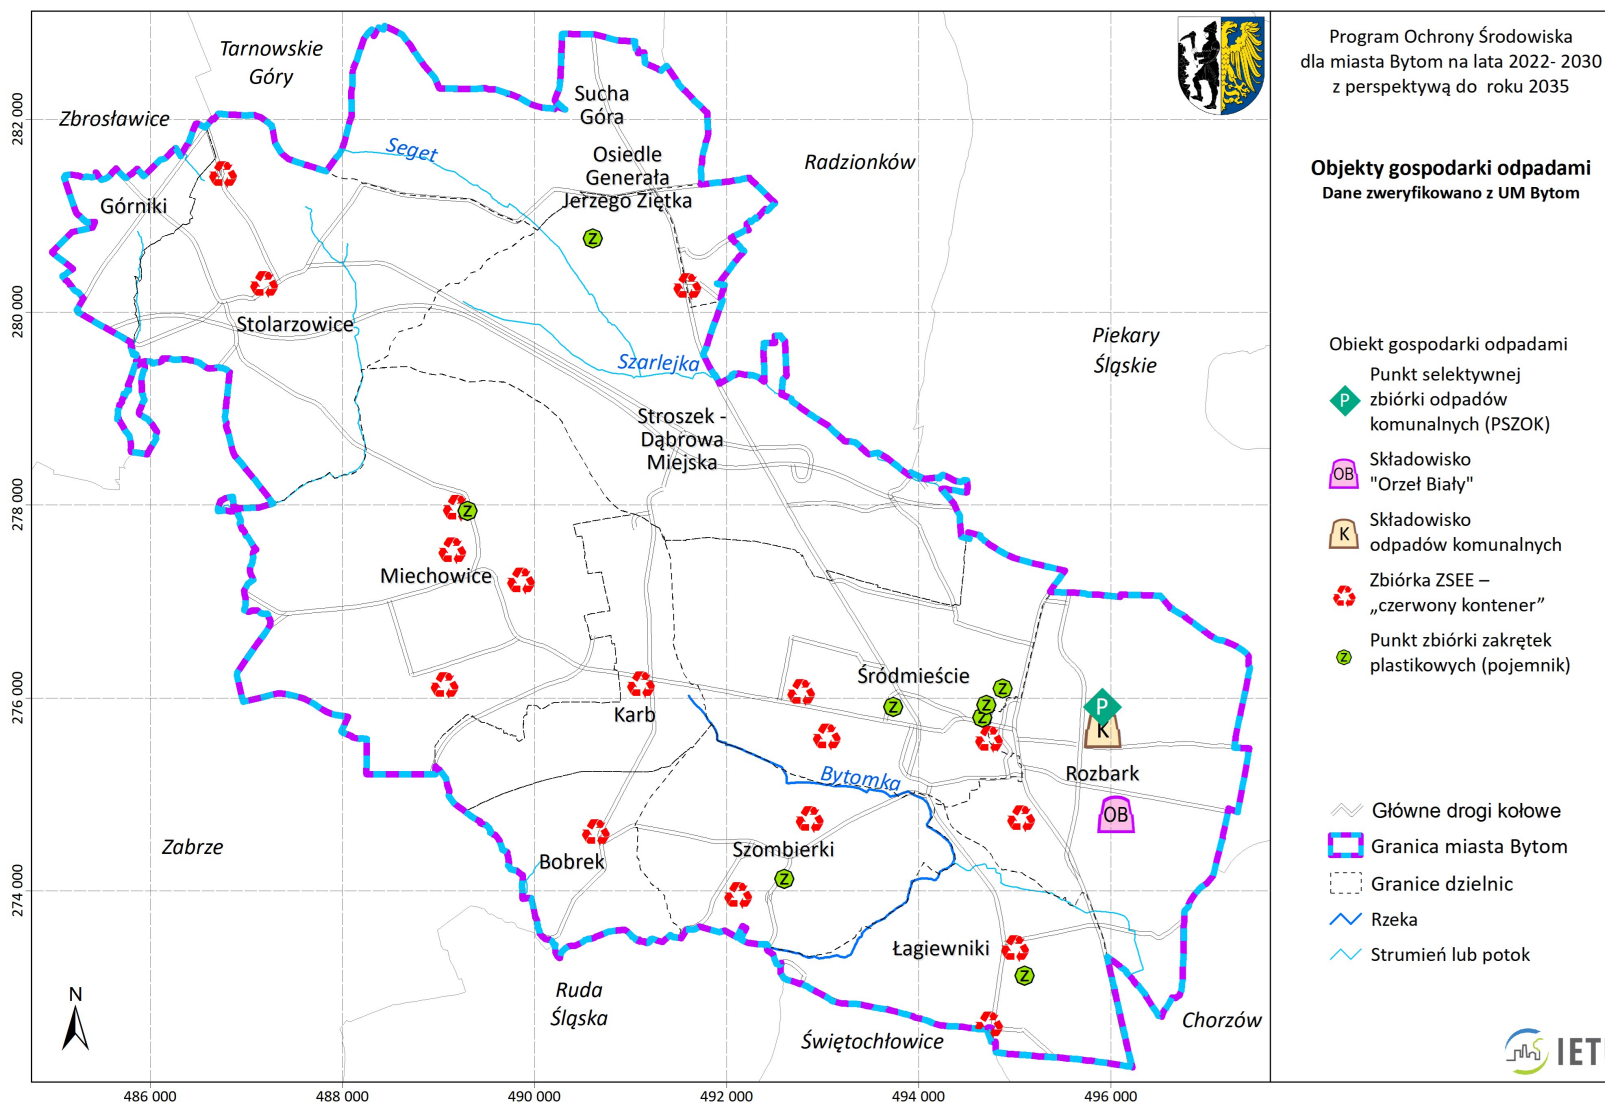 Program Ochrony Środowiska
dla miasta Bytom na lata 2022- 2030
z perspektywą do roku 2035
Objekty gospodarki odpadami
Dane zweryfikowano z UM Bytom
Obiekt gospodarki odpadami
P
Punkt selektywnej
zbiórki odpadów
komunalnych (PSZOK)
OB
Składowisko
"Orzeł Biały"
K
Składowisko
odpadów komunalnych
Zbiórka ZSEE –
„czerwony kontener”
Z
Punkt zbiórki zakrętek
plastikowych (pojemnik)
Główne drogi kołowe
Granica miasta Bytom
Granice dzielnic
Rzeka
Strumień lub potok
IET
Tarnowskie
Góry
Zbrosławice
Sucha
Góra
Seget
Osiedle
Generała
Jerzego Ziętka
Radzionków
Górniki
Z
Stolarzowice
Piekary
Śląskie
Szarlejka
Stroszek -
Dąbrowa
Miejska
Z
Miechowice
Śródmieście
Z
Z
Z
Z
P
K
Karb
Rozbark
Bytomka
OB
Zabrze
Bobrek
Szombierki
Z
Łagiewniki
Z
Ruda
Śląska
Świętochłowice
Chorzów
N
282 000
280 000
278 000
276 000
274 000
486 000
488 000
490 000
492 000
494 000
496 000